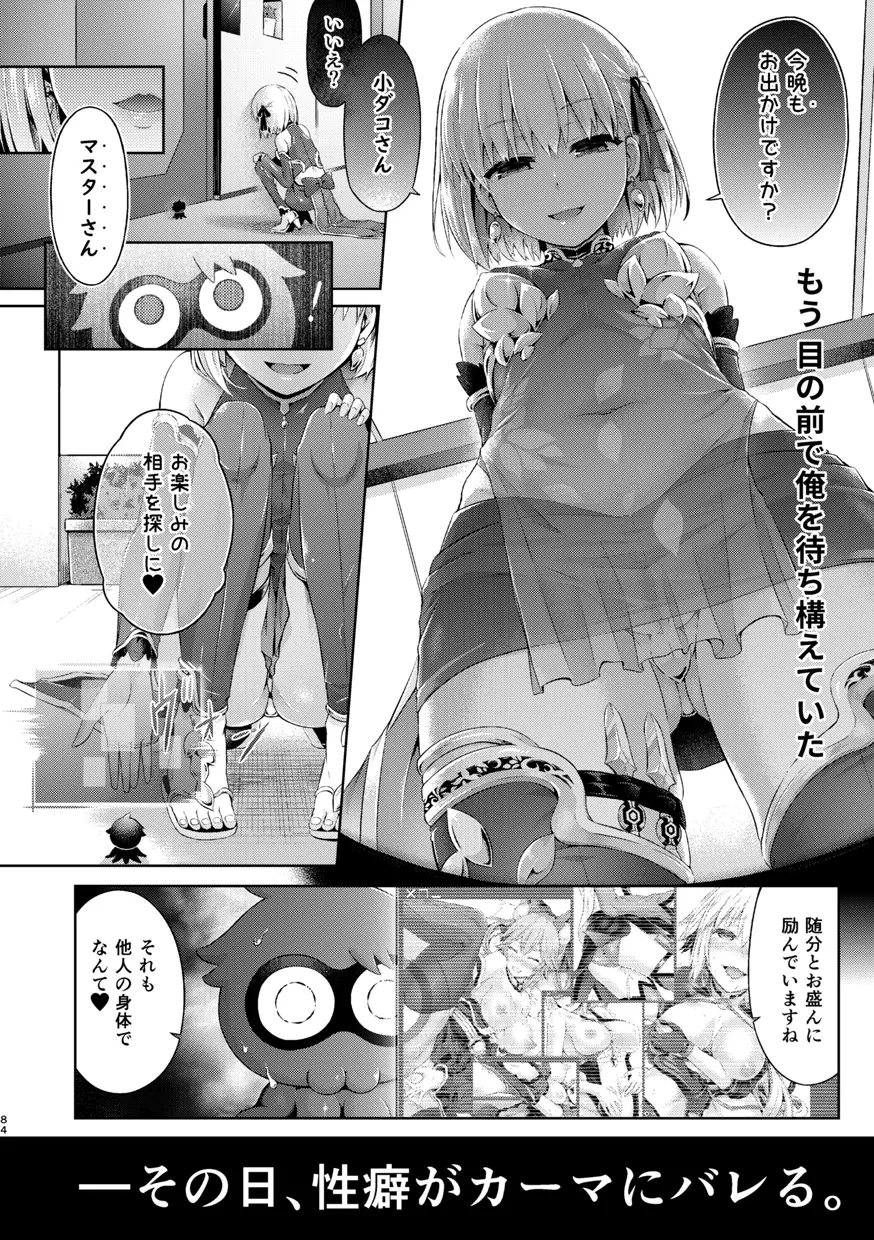 今晩も
お出かけですか？
もう目の前で俺を待ち構えていた
小ダコさん
いいえ？
マスターさん
！
お楽しみの
相手を探しに♥
随分とお盛んに
励んでいますね
それも
他人の身体で
なんて♥
84
―その日、性癖がカーマにバレる。